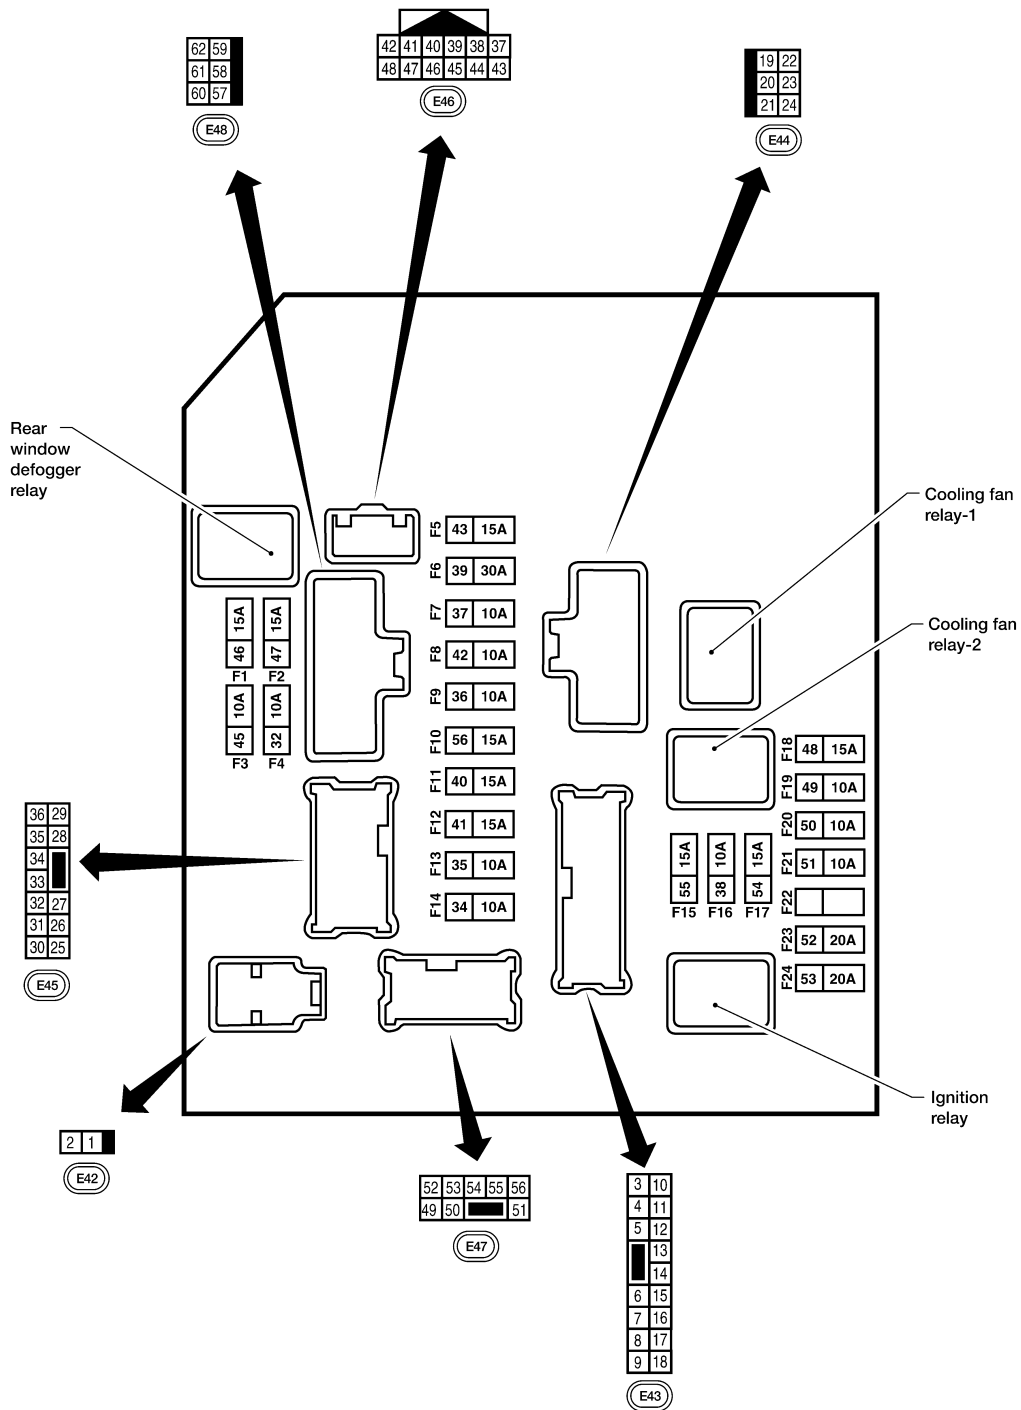 62 59
61 58
60 57
E48
42 41 40 39 38 37
48 47 46 45 44 43
E46
19 22
20 23
21 24
E44
Rear
window
defogger
relay
Cooling fan
relay-1
Cooling fan
relay-2
F5 43 15A
F6 39 30A
F7 37 10A
F8 42 10A
F9 36 10A
F10 56 15A
F11 40 15A
F12 41 15A
F13 35 10A
F14 34 10A
15A 46 F1
15A 47 F2
10A 45 F3
10A 32 F4
F18 48 15A
F19 49 10A
F20 50 10A
F21 51 10A
F22
F23 52 20A
F24 53 20A
15A 55 F15
10A 38 F16
15A 54 F17
36 29
35 28
34
33
32 27
31 26
30 25
E45
Ignition
relay
2 1
E42
52 53 54 55 56
49 50 51
E47
3 10
4 11
5 12
13
14
6 15
7 16
8 17
9 18
E43